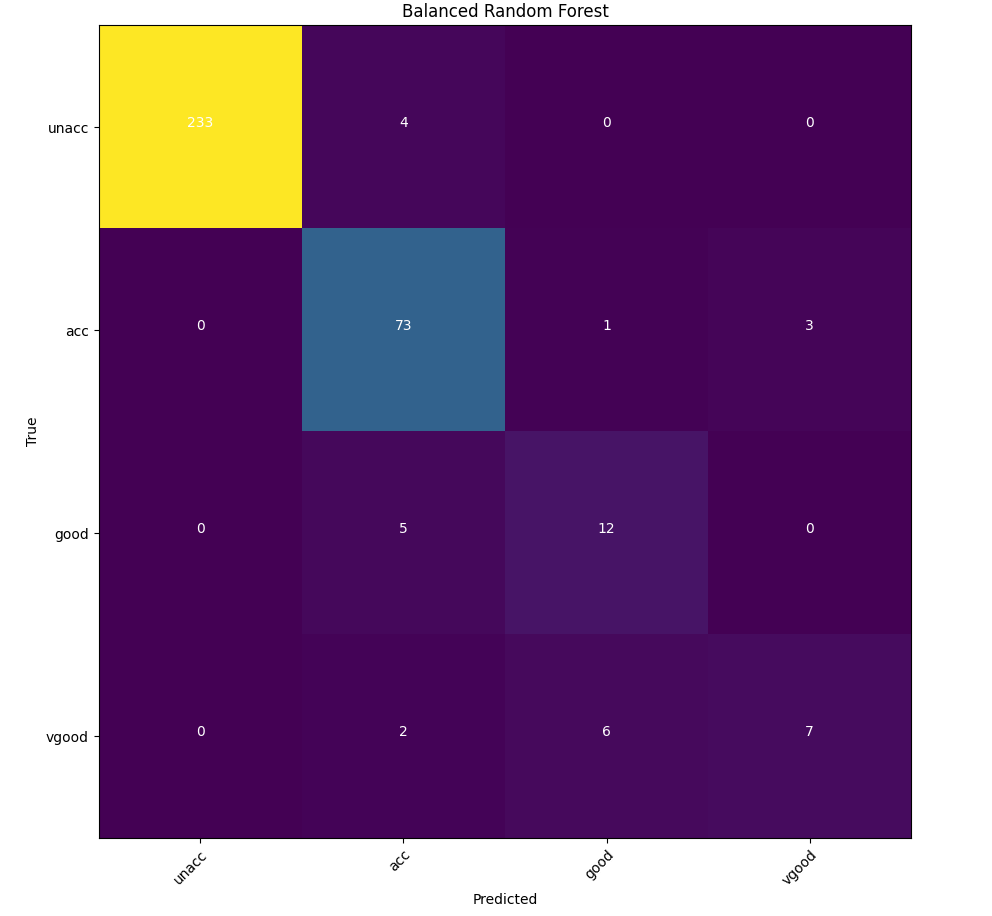 Balanced Random Forest
unacc 233 4 0 0
acc 0 73 1 3
True
good 0 5 12 0
vgood 0 2 6 7
unacc acc good vgood
Predicted